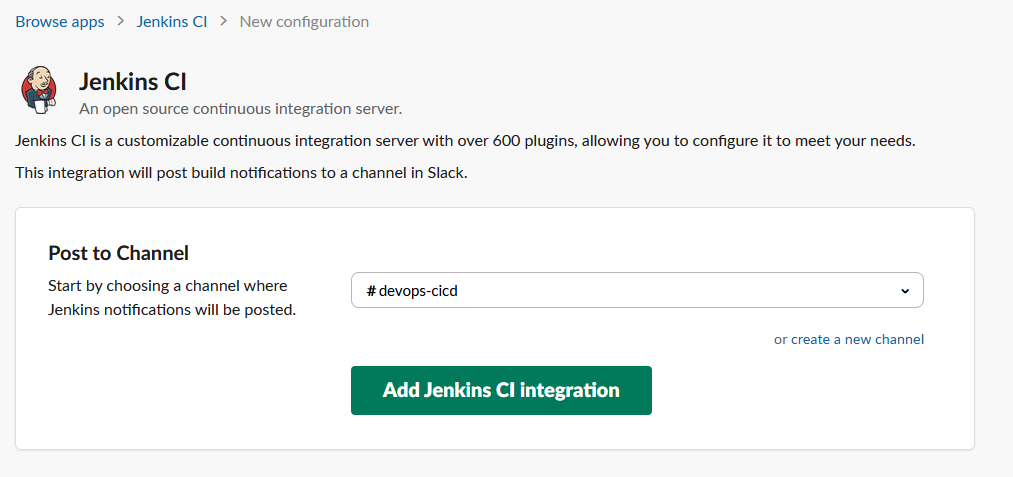 Browse apps > Jenkins CI > New configuration
Jenkins CI
An open source continuous integration server.
Jenkins CI is a customizable continuous integration server with over 600 plugins, allowing you to configure it to meet your needs.
This integration will post build notifications to a channel in Slack.
Post to Channel
Start by choosing a channel where
Jenkins notifications will be posted.
# devops-cicd
or create a new channel
Add Jenkins CI integration